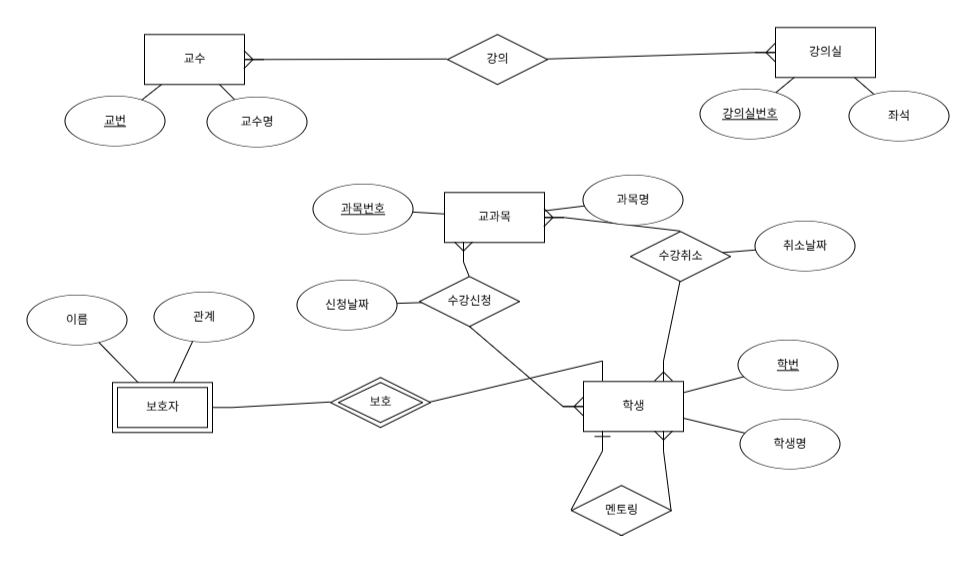 교수
강의
강의실
교번
교수명
강의실번호
좌석
과목번호
교과목
과목명
수강취소
취소날짜
신청날짜
수강신청
이름
관계
보호자
보호
학생
학번
학생명
멘토링